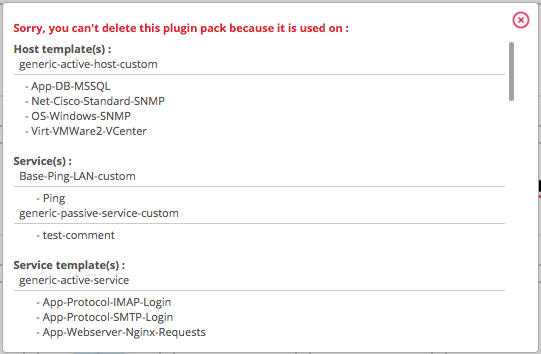 Sorry, you can't delete this plugin pack because it is used on :
Host template(s) :
generic-active-host-custom
- App-DB-MSSQL
- Net-Cisco-Standard-SNMP
- OS-Windows-SNMP
- Virt-VMWare2-VCenter
Service(s) :
Base-Ping-LAN-custom
- Ping
generic-passive-service-custom
- test-comment
Service template(s) :
generic-active-service
- App-Protocol-IMAP-Login
- App-Protocol-SMTP-Login
- App-Webserver-Nginx-Requests